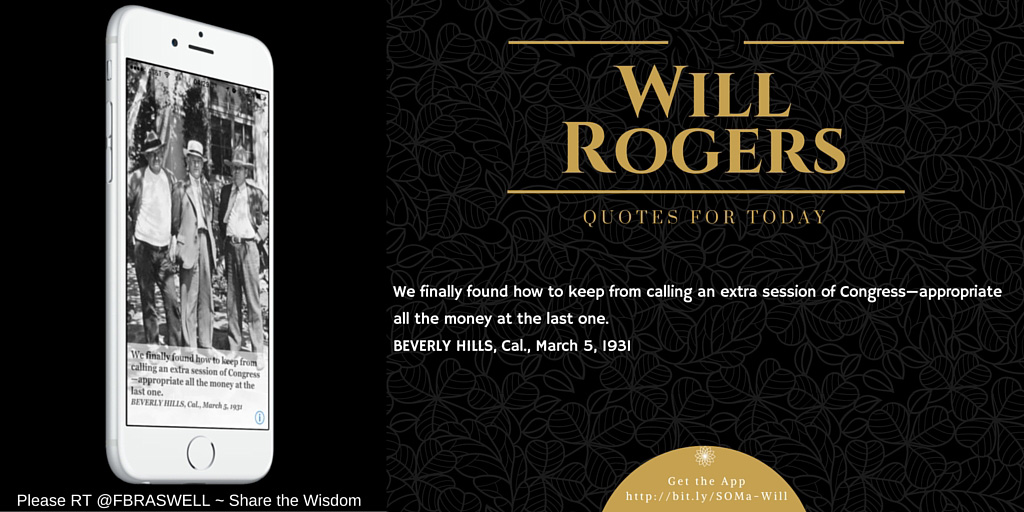 We finally found how to keep from
calling an extra session of Congress
—appropriate all the money at the
last one.
BEVERLY HILLS, Cal., March 5, 1931
Please RT @FBRASWELL ~ Share the Wisdom
WILL
ROGERS
QUOTES FOR TODAY
We finally found how to keep from calling an extra session of Congress—appropriate
all the money at the last one.
BEVERLY HILLS, Cal., March 5, 1931
Get the App
http://bit.ly/SOMa-Will